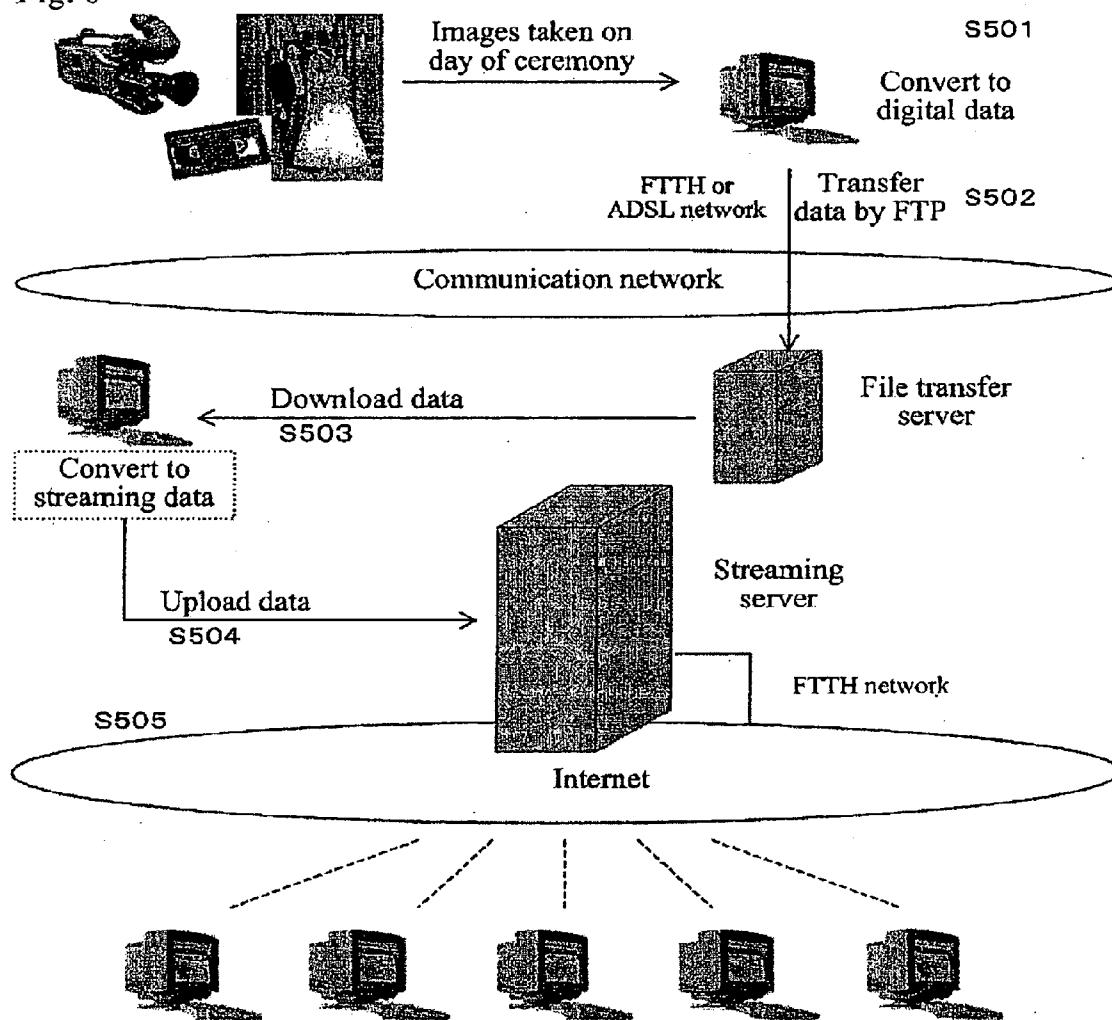 Images taken on
day of ceremony
S501
Convert to
digital data
FTTH or
ADSL network
Transfer
data by FTP
S502
Communication network
Download data
S503
File transfer
server
Convert to
streaming data
Upload data
S504
Streaming
server
FTTH network
S505
Internet